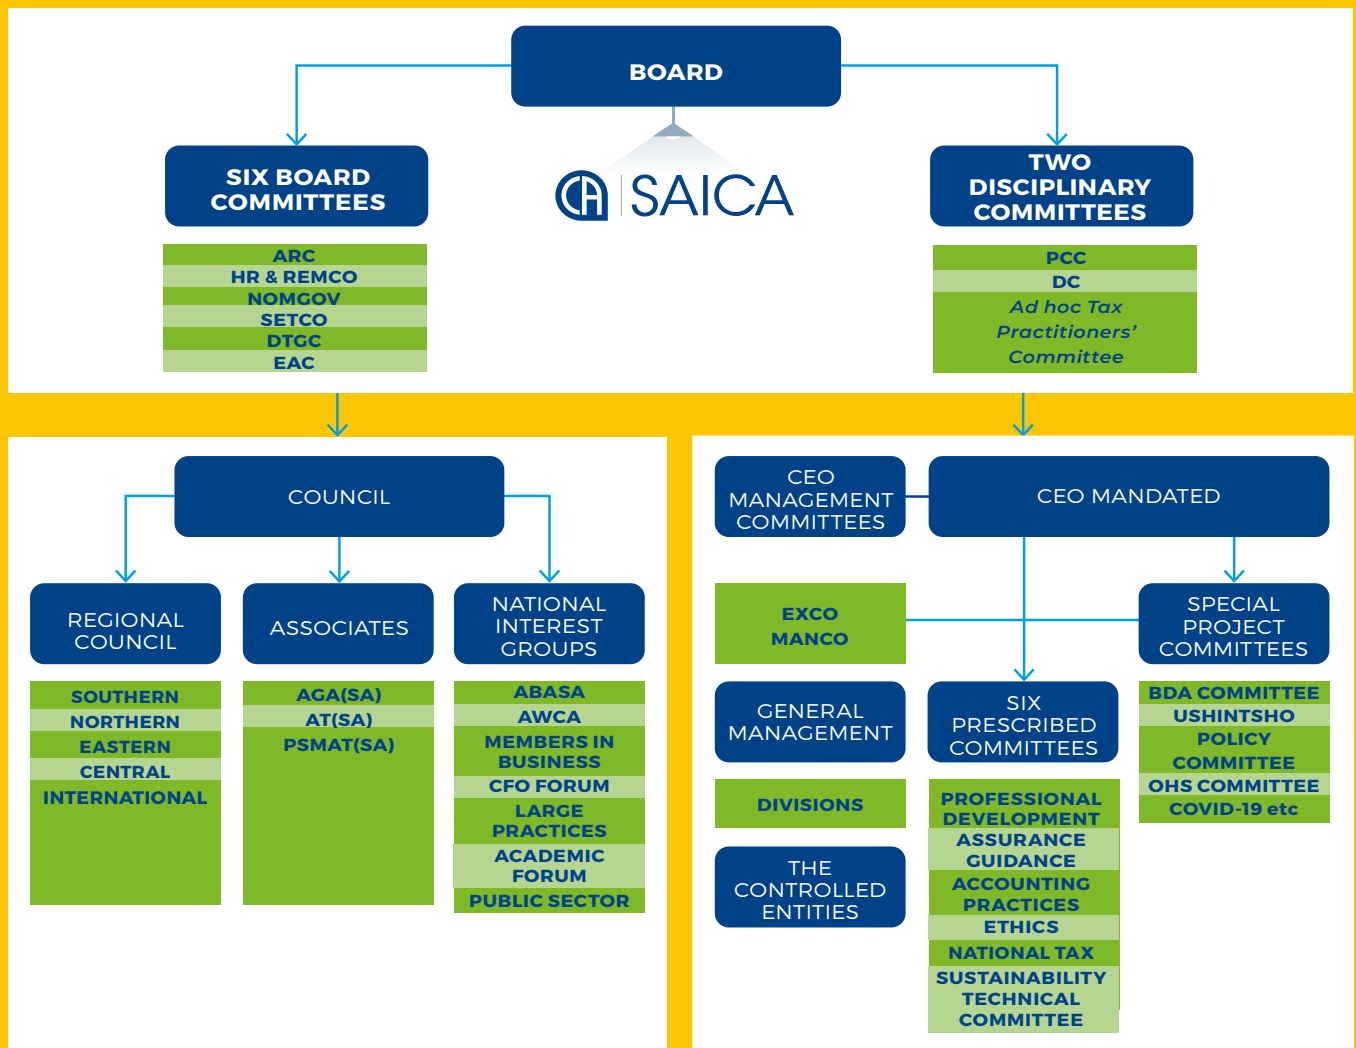 BOARD
SIX BOARD
COMMITTEES
ARC
HR & REMCO
NOMGOV
SETCO
DTGC
EAC
CA SAICA
TWO
DISCIPLINARY
COMMITTEES
PCC
DC
Ad hoc Tax
Practitioners’
Committee
COUNCIL
REGIONAL
COUNCIL
SOUTHERN
NORTHERN
EASTERN
CENTRAL
INTERNATIONAL
ASSOCIATES
AGA(SA)
AT(SA)
PSMAT(SA)
NATIONAL
INTEREST
GROUPS
ABASA
AWCA
MEMBERS IN
BUSINESS
CFO FORUM
LARGE
PRACTICES
ACADEMIC
FORUM
PUBLIC SECTOR
CEO
MANAGEMENT
COMMITTEES
CEO MANDATED
EXCO
MANCO
GENERAL
MANAGEMENT
DIVISIONS
THE
CONTROLLED
ENTITIES
SIX
PRESCRIBED
COMMITTEES
PROFESSIONAL
DEVELOPMENT
ASSURANCE
GUIDANCE
ACCOUNTING
PRACTICES
ETHICS
NATIONAL TAX
SUSTAINABILITY
TECHNICAL
COMMITTEE
SPECIAL
PROJECT
COMMITTEES
BDA COMMITTEE
USHINTSHO
POLICY
COMMITTEE
OHS COMMITTEE
COVID-19 etc